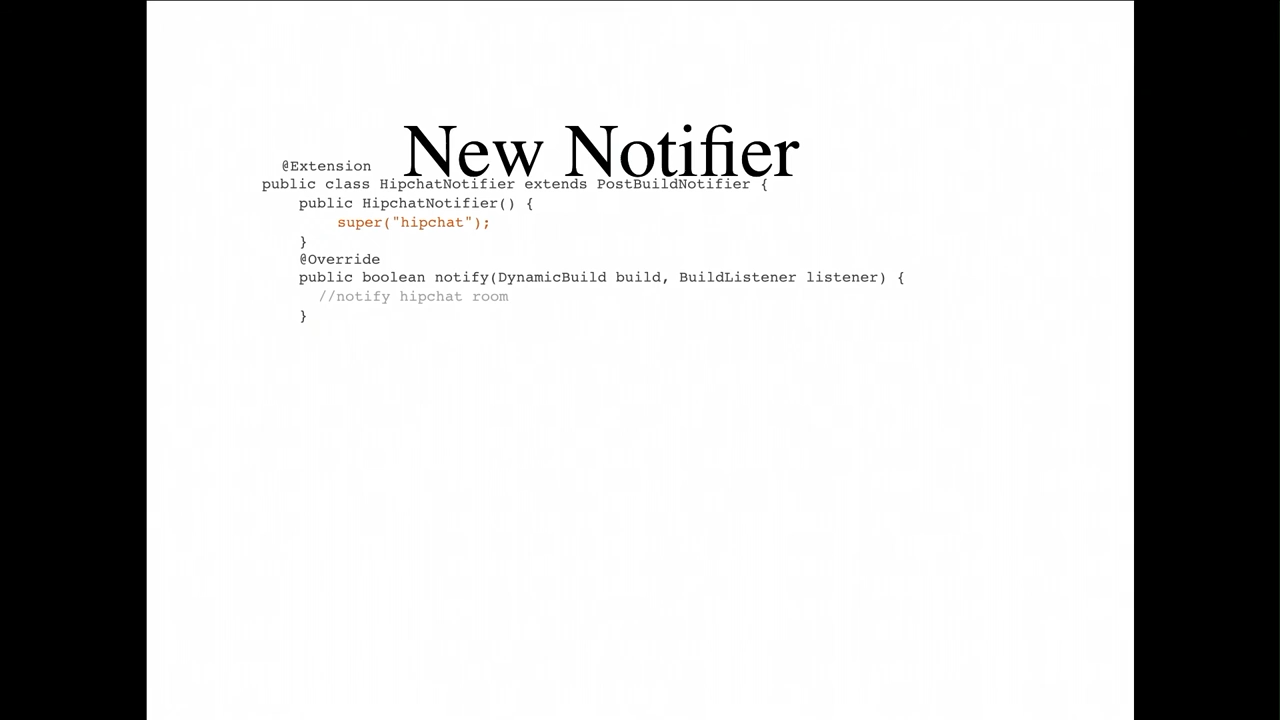 New Notifier
@Extension
public class HipchatNotifier extends PostBuildNotifier {
public HipchatNotifier() {
super("hipchat");
}
@Override
public boolean notify(DynamicBuild build, BuildListener listener) {
//notify hipchat room
}